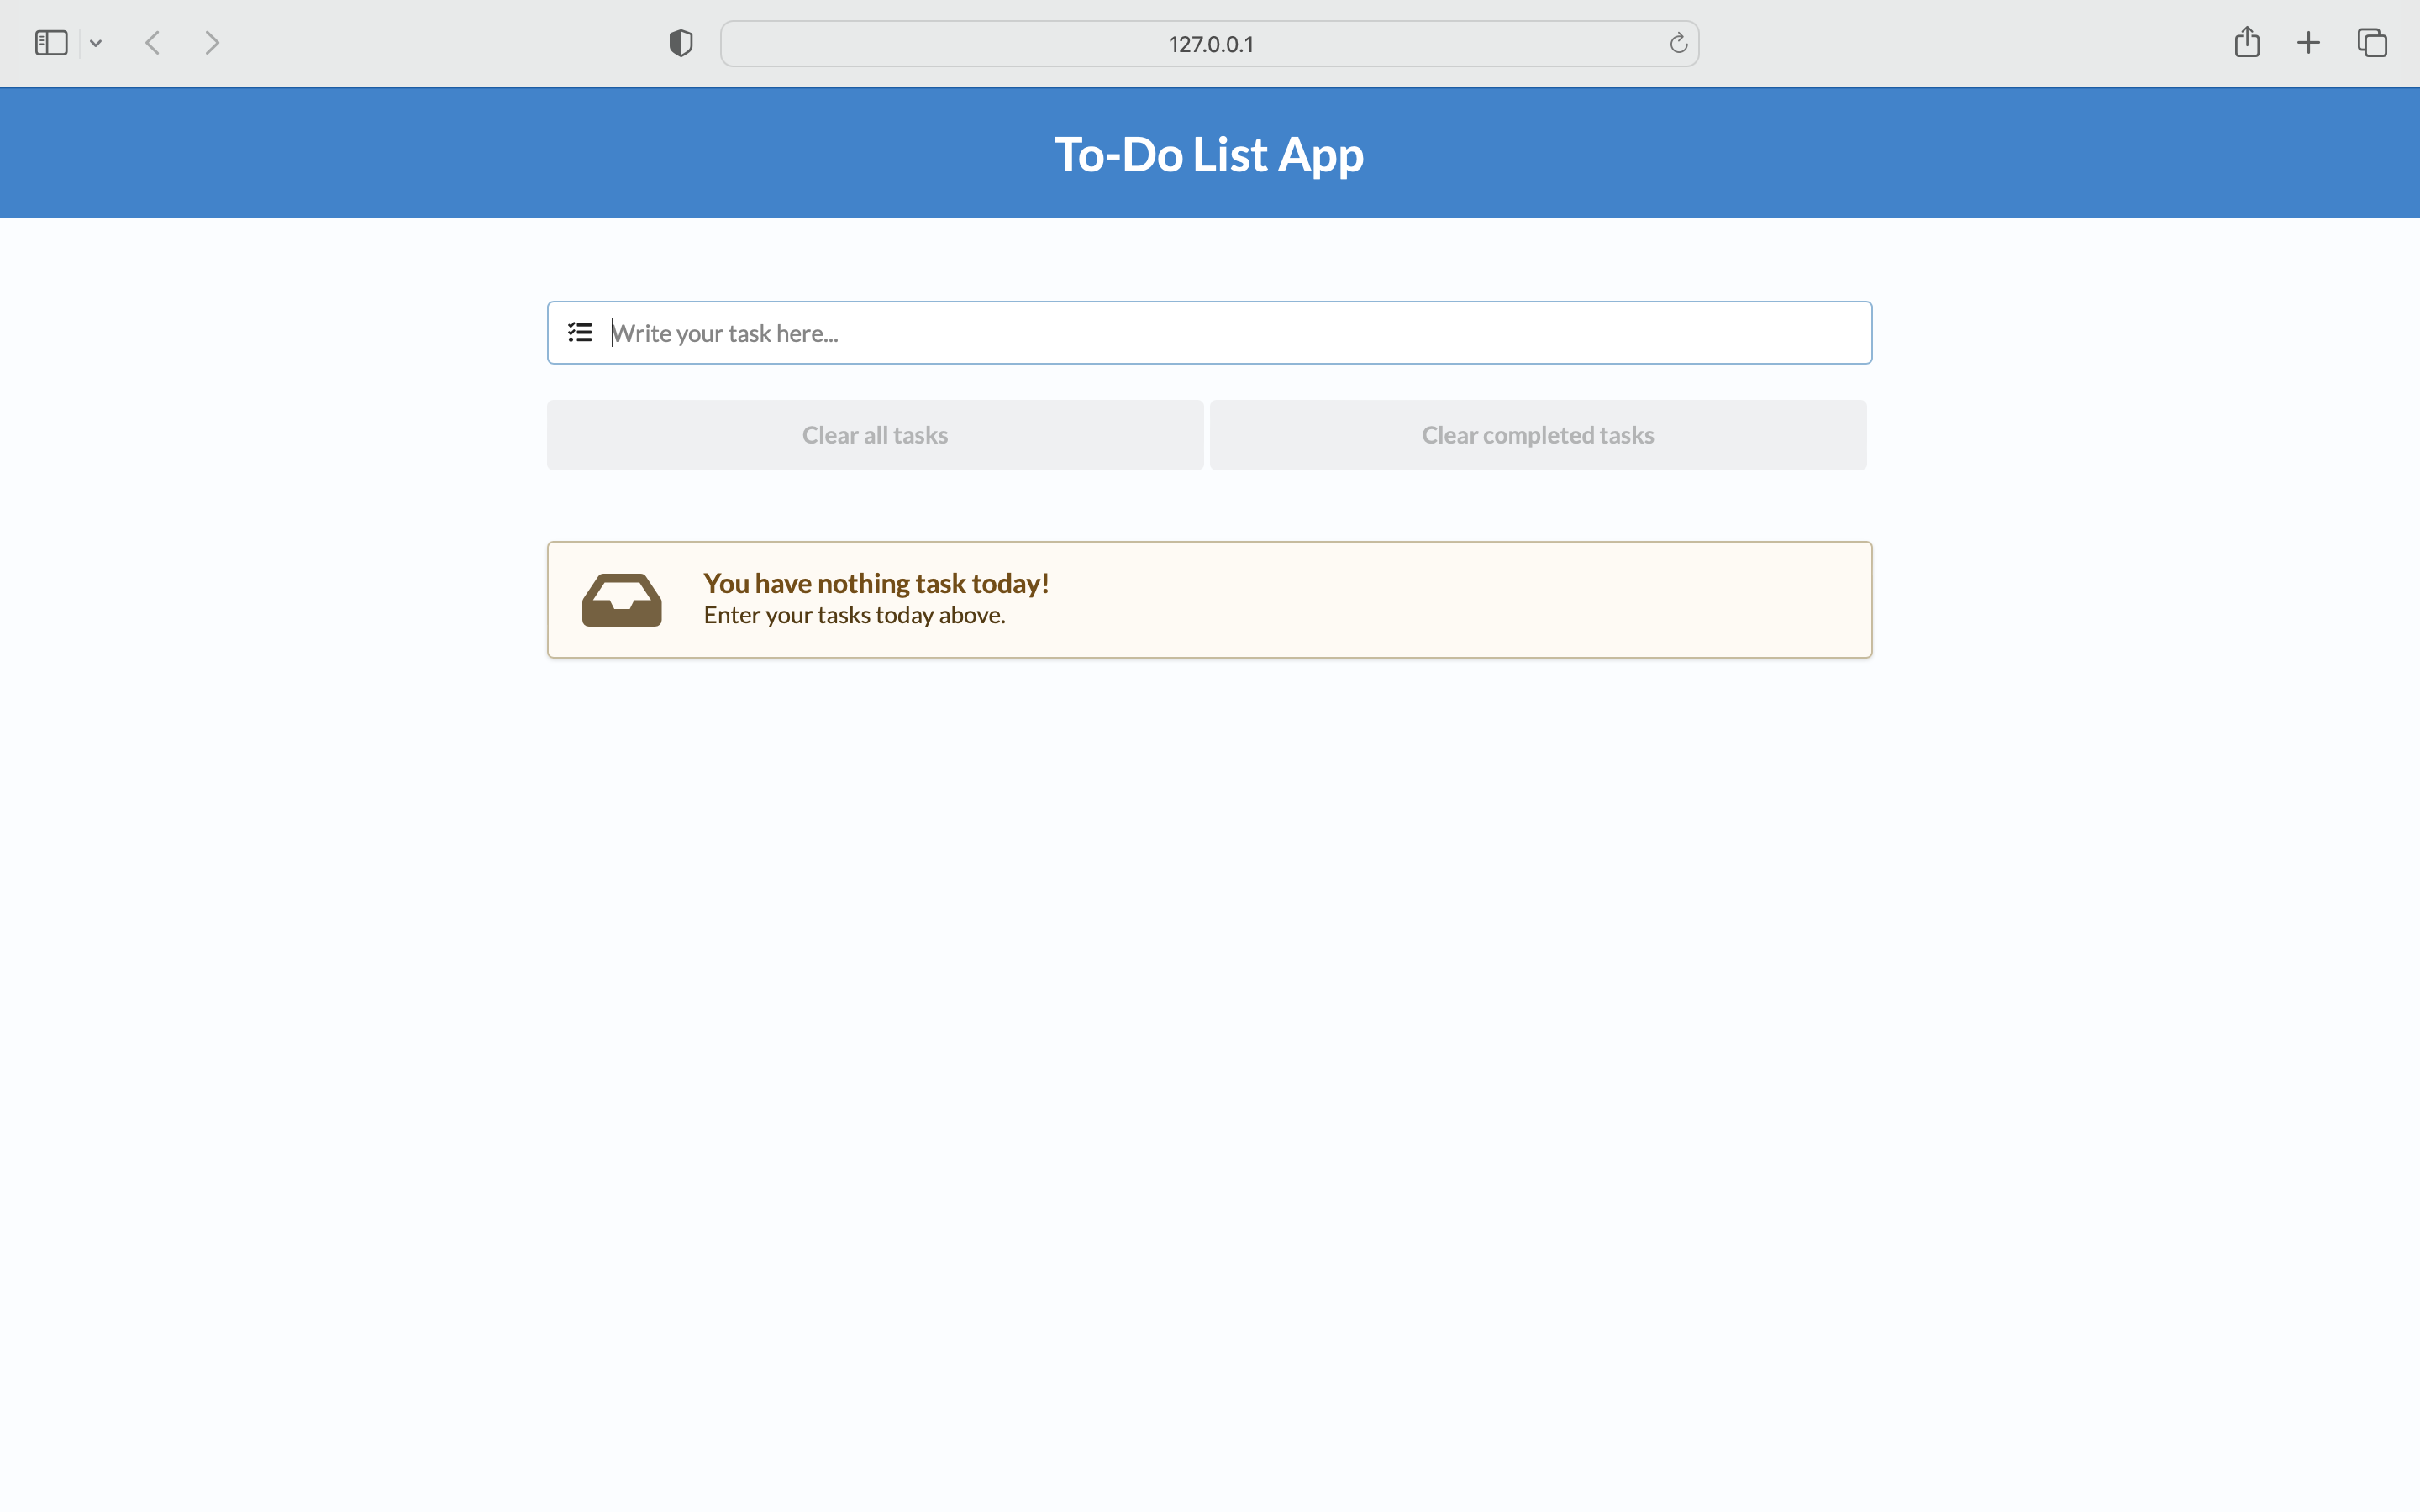 127.0.0.1
To-Do List App
Write your task here...
Clear all tasks
Clear completed tasks
You have nothing task today!
Enter your tasks today above.